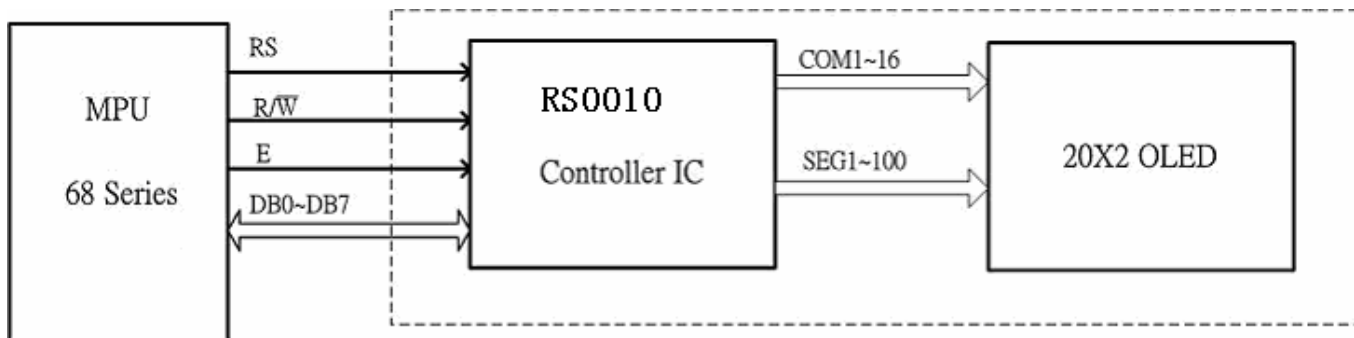 MPU
68 Series
RS
R/W̅
E
DB0~DB7
RS0010
Controller IC
COM1~16
SEG1~100
20X2 OLED